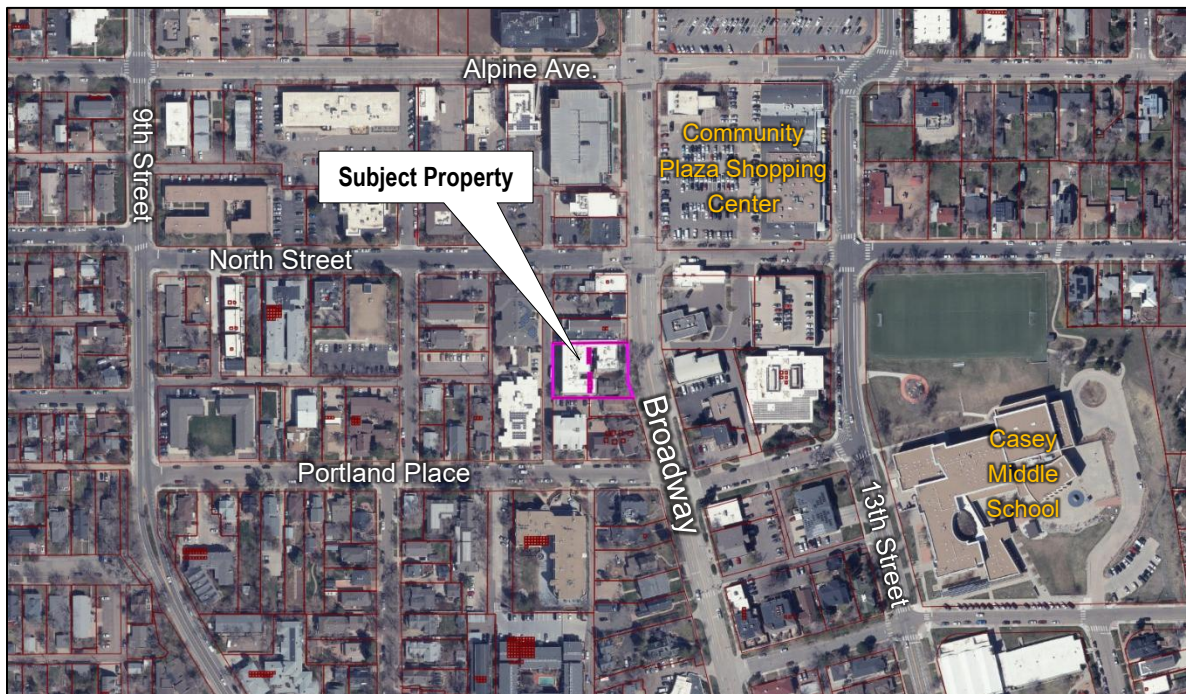 Alpine Ave.
9th Street
Community
Plaza Shopping
Center
Subject Property
North Street
Broadway
Portland Place
13th Street
Casey
Middle
School